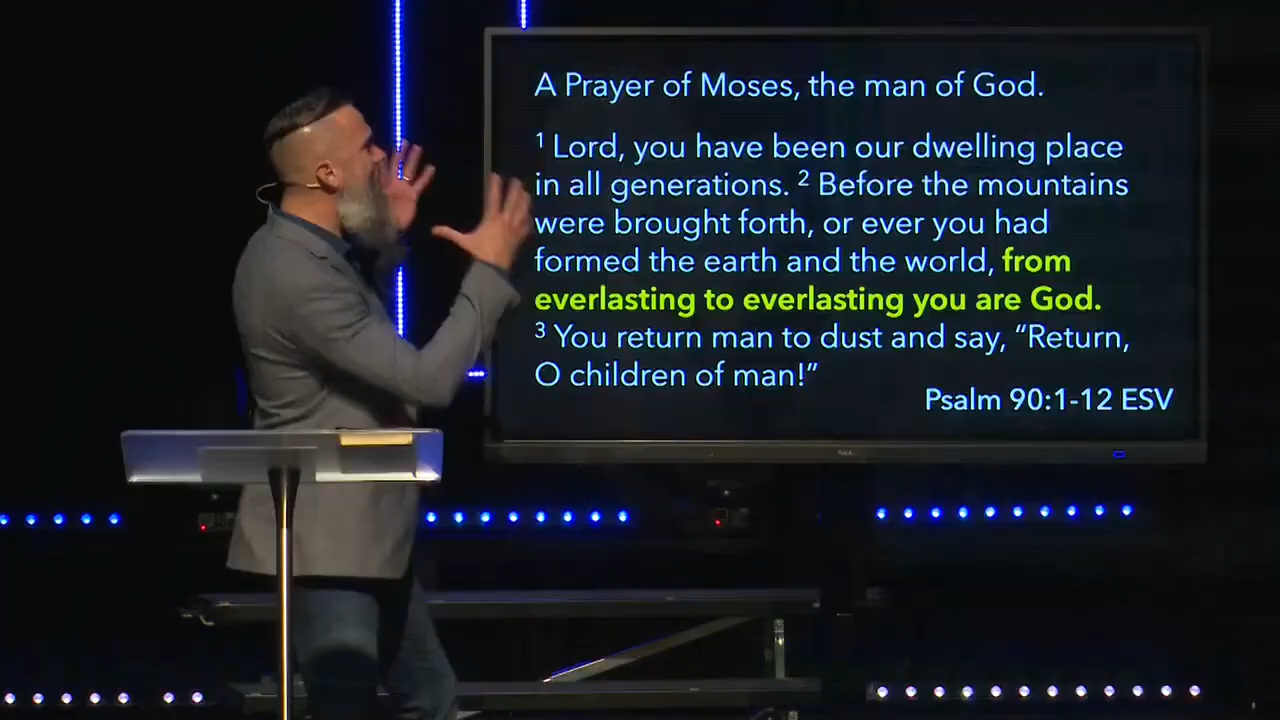 A Prayer of Moses, the man of God.
¹ Lord, you have been our dwelling place
in all generations. ² Before the mountains
were brought forth, or ever you had
formed the earth and the world, from
everlasting to everlasting you are God.
³ You return man to dust and say, “Return,
O children of man!”
Psalm 90:1-12 ESV